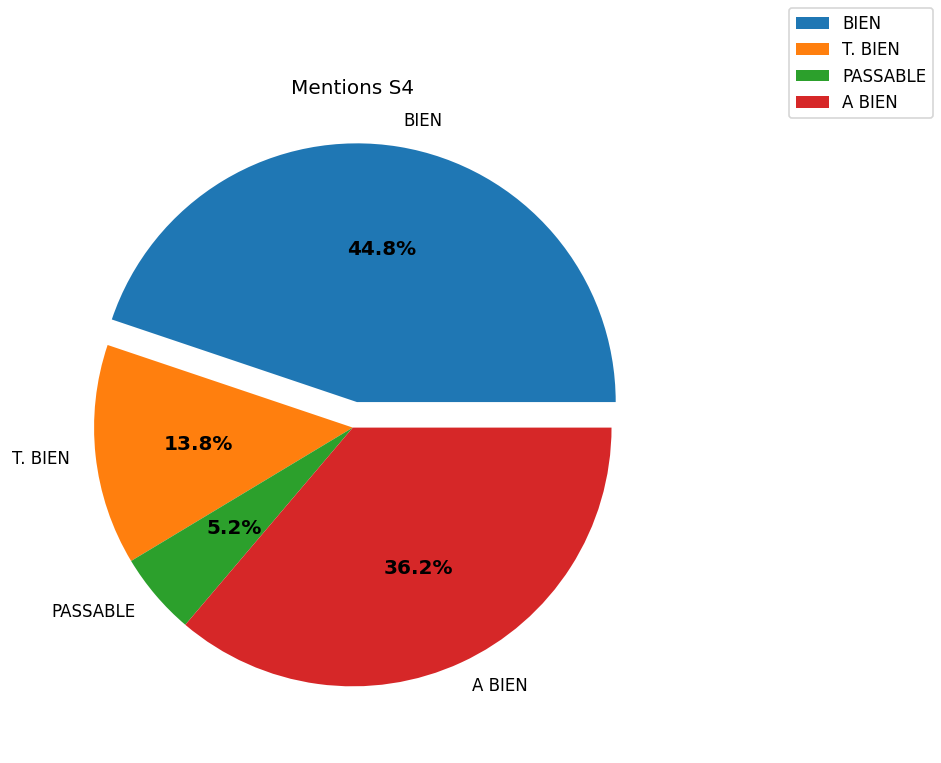 BIEN
T. BIEN
PASSABLE
A BIEN
Mentions S4
BIEN
44.8%
13.8%
T. BIEN
5.2%
36.2%
PASSABLE
A BIEN